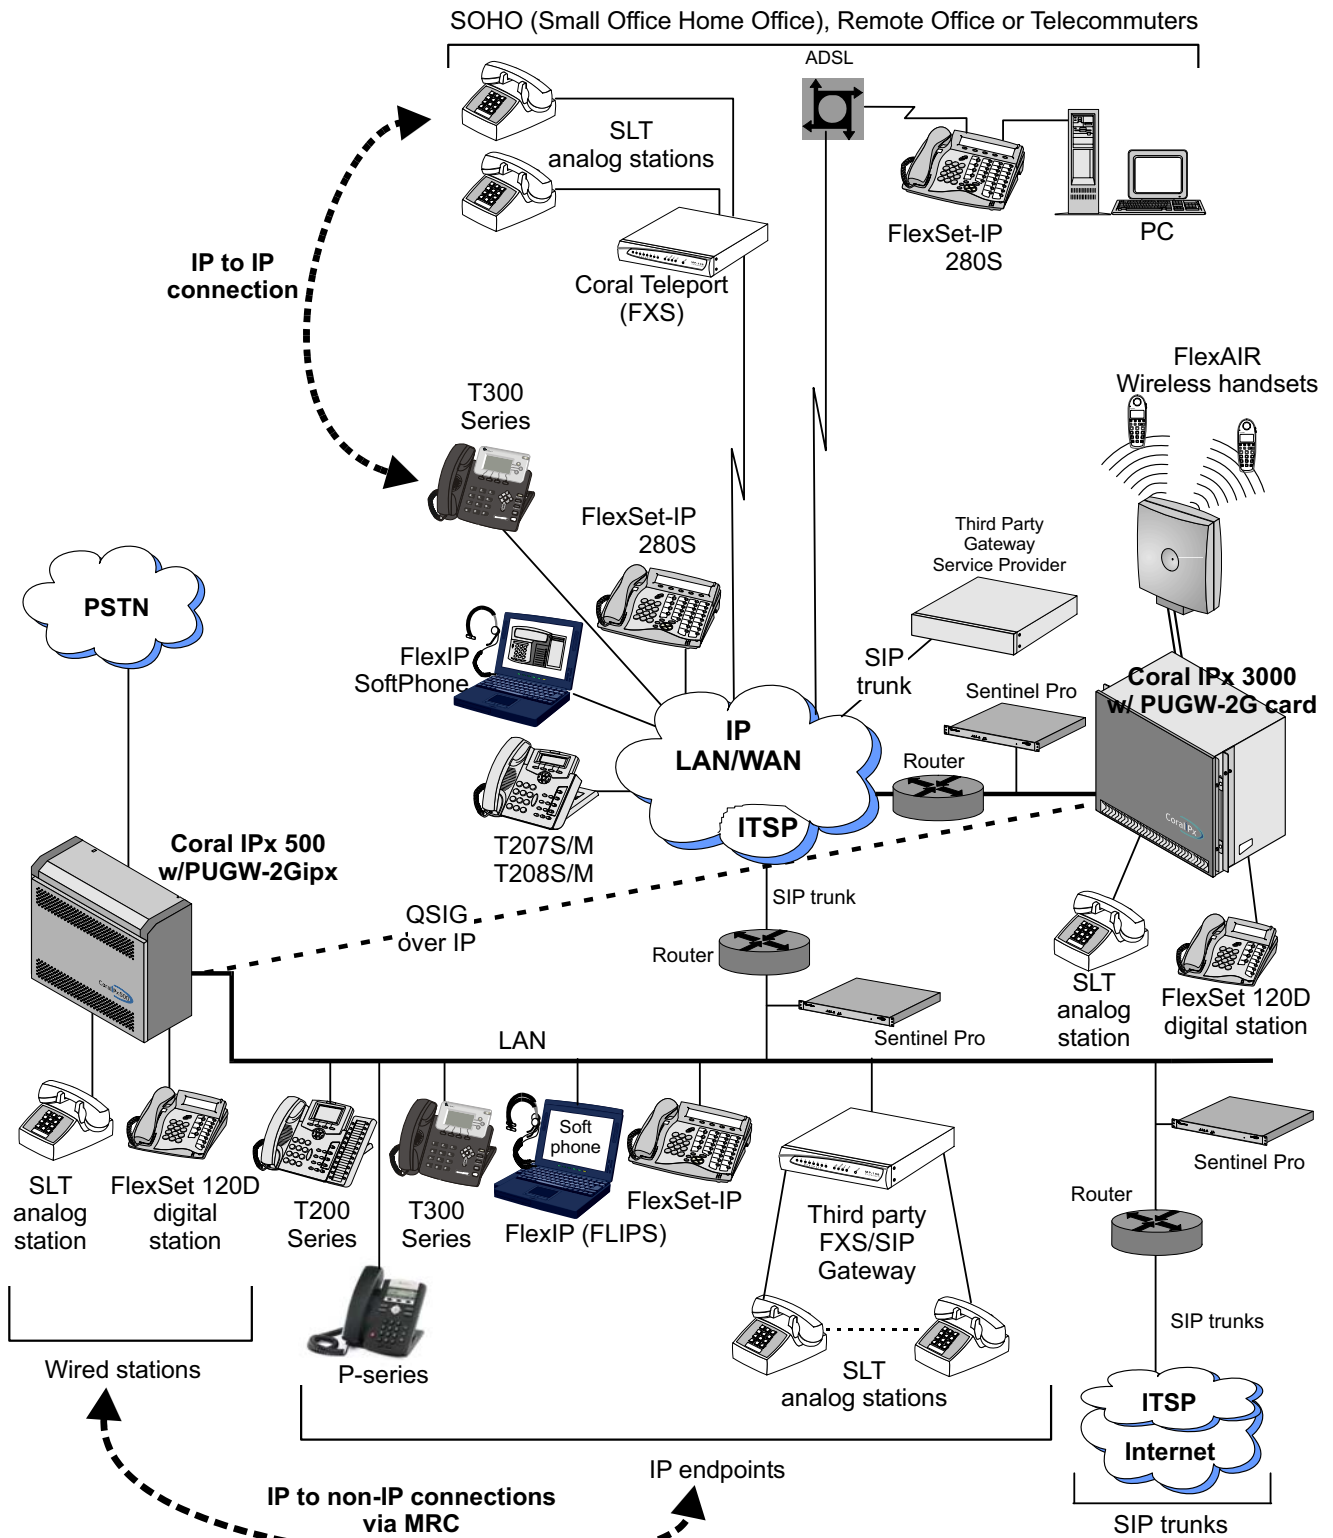 SOHO (Small Office Home Office), Remote Office or Telecommuters
ADSL
SLT
analog stations
FlexSet-IP
280S
PC
Coral Teleport
(FXS)
IP to IP
connection
FlexAIR
Wireless handsets
T300
Series
FlexSet-IP
280S
Third Party
Gateway
Service Provider
PSTN
FlexIP
SoftPhone
SIP
trunk
Sentinel Pro
Coral IPx 3000
w/ PUGW-2G card
IP
LAN/WAN
Router
ITSP
Coral IPx
Coral IPx 500
w/PUGW-2Gipx
T207S/M
T208S/M
QSIG
over IP
SIP trunk
Router
Coral IPx500
SLT
analog
station
FlexSet 120D
digital station
Sentinel Pro
LAN
Soft
phone
Sentinel Pro
SLT
analog
station
FlexSet 120D
digital
station
T200
Series
T300
Series
FlexIP (FLIPS)
FlexSet-IP
Third party
FXS/SIP
Gateway
Router
SIP trunks
Wired stations
P-series
SLT
analog stations
ITSP
Internet
IP endpoints
IP to non-IP connections
via MRC
SIP trunks